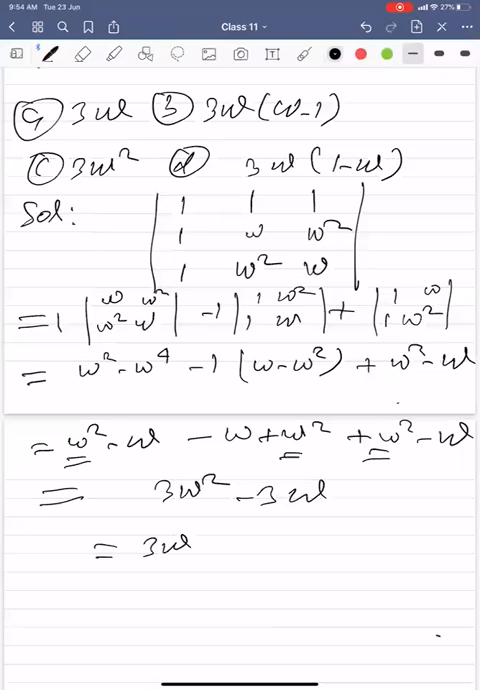 9:54 AM Tue 23 Jun 27%
Class 11
(a) 3ω (b) 3ω(ω-1)
(c) 3ω² (d) 3ω(1-ω)
Sol:
| 1 1 1 |
| 1 ω ω² |
| 1 ω² ω |
= 1 | ω ω² ; ω² ω | -1 | 1 ω² ; 1 ω | + | 1 ω ; 1 ω² |
= ω² - ω⁴ - 1 (ω - ω²) + ω² - ω
= ω² - ω - ω + ω² + ω² - ω
= 3ω² - 3ω
= 3ω